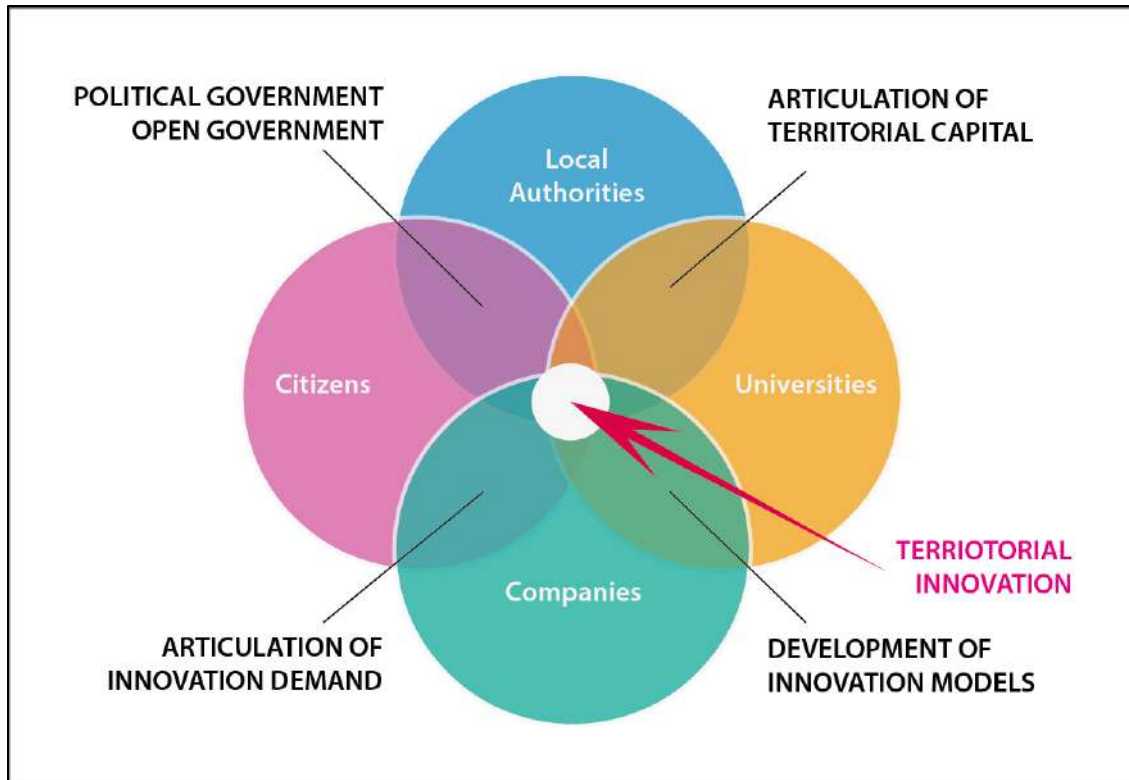 POLITICAL GOVERNMENT
OPEN GOVERNMENT
ARTICULATION OF
TERRITORIAL CAPITAL
Local
Authorities
Citizens
Universities
Companies
TERRIOTORIAL
INNOVATION
ARTICULATION OF
INNOVATION DEMAND
DEVELOPMENT OF
INNOVATION MODELS